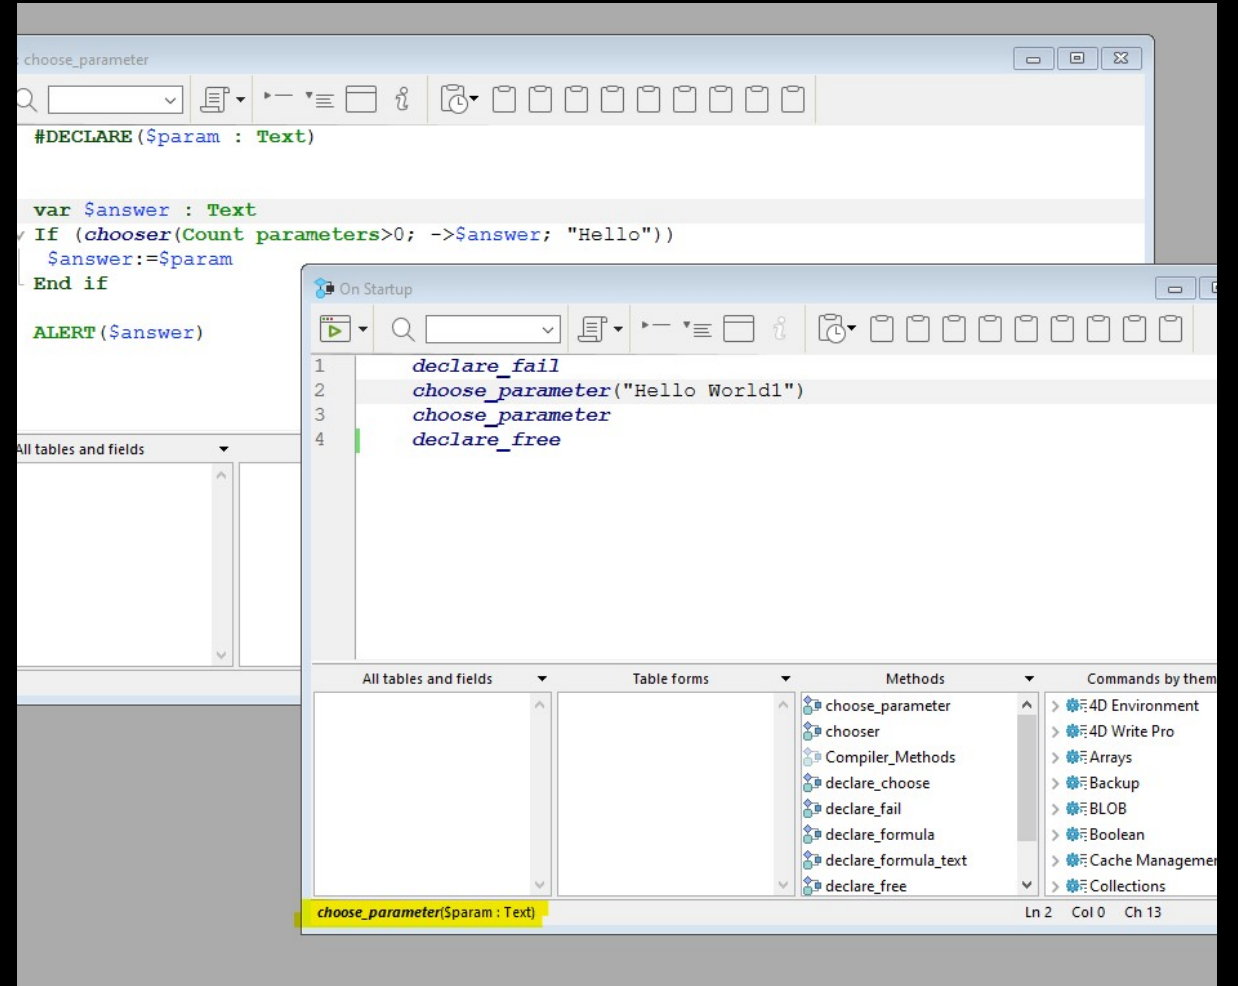 : choose_parameter
#DECLARE($param : Text)
var $answer : Text
If (chooser(Count parameters>0; ->$answer; "Hello"))
$answer:=$param
End if
ALERT($answer)
All tables and fields
On Startup
1 declare_fail
2 choose_parameter("Hello World1")
3 choose_parameter
4 declare_free
All tables and fields
Table forms
Methods
Commands by them
choose_parameter
chooser
Compiler_Methods
declare_choose
declare_fail
declare_formula
declare_formula_text
declare_free
4D Environment
4D Write Pro
Arrays
Backup
BLOB
Boolean
Cache Managemer
Collections
choose_parameter($param : Text)
Ln 2 Col 0 Ch 13